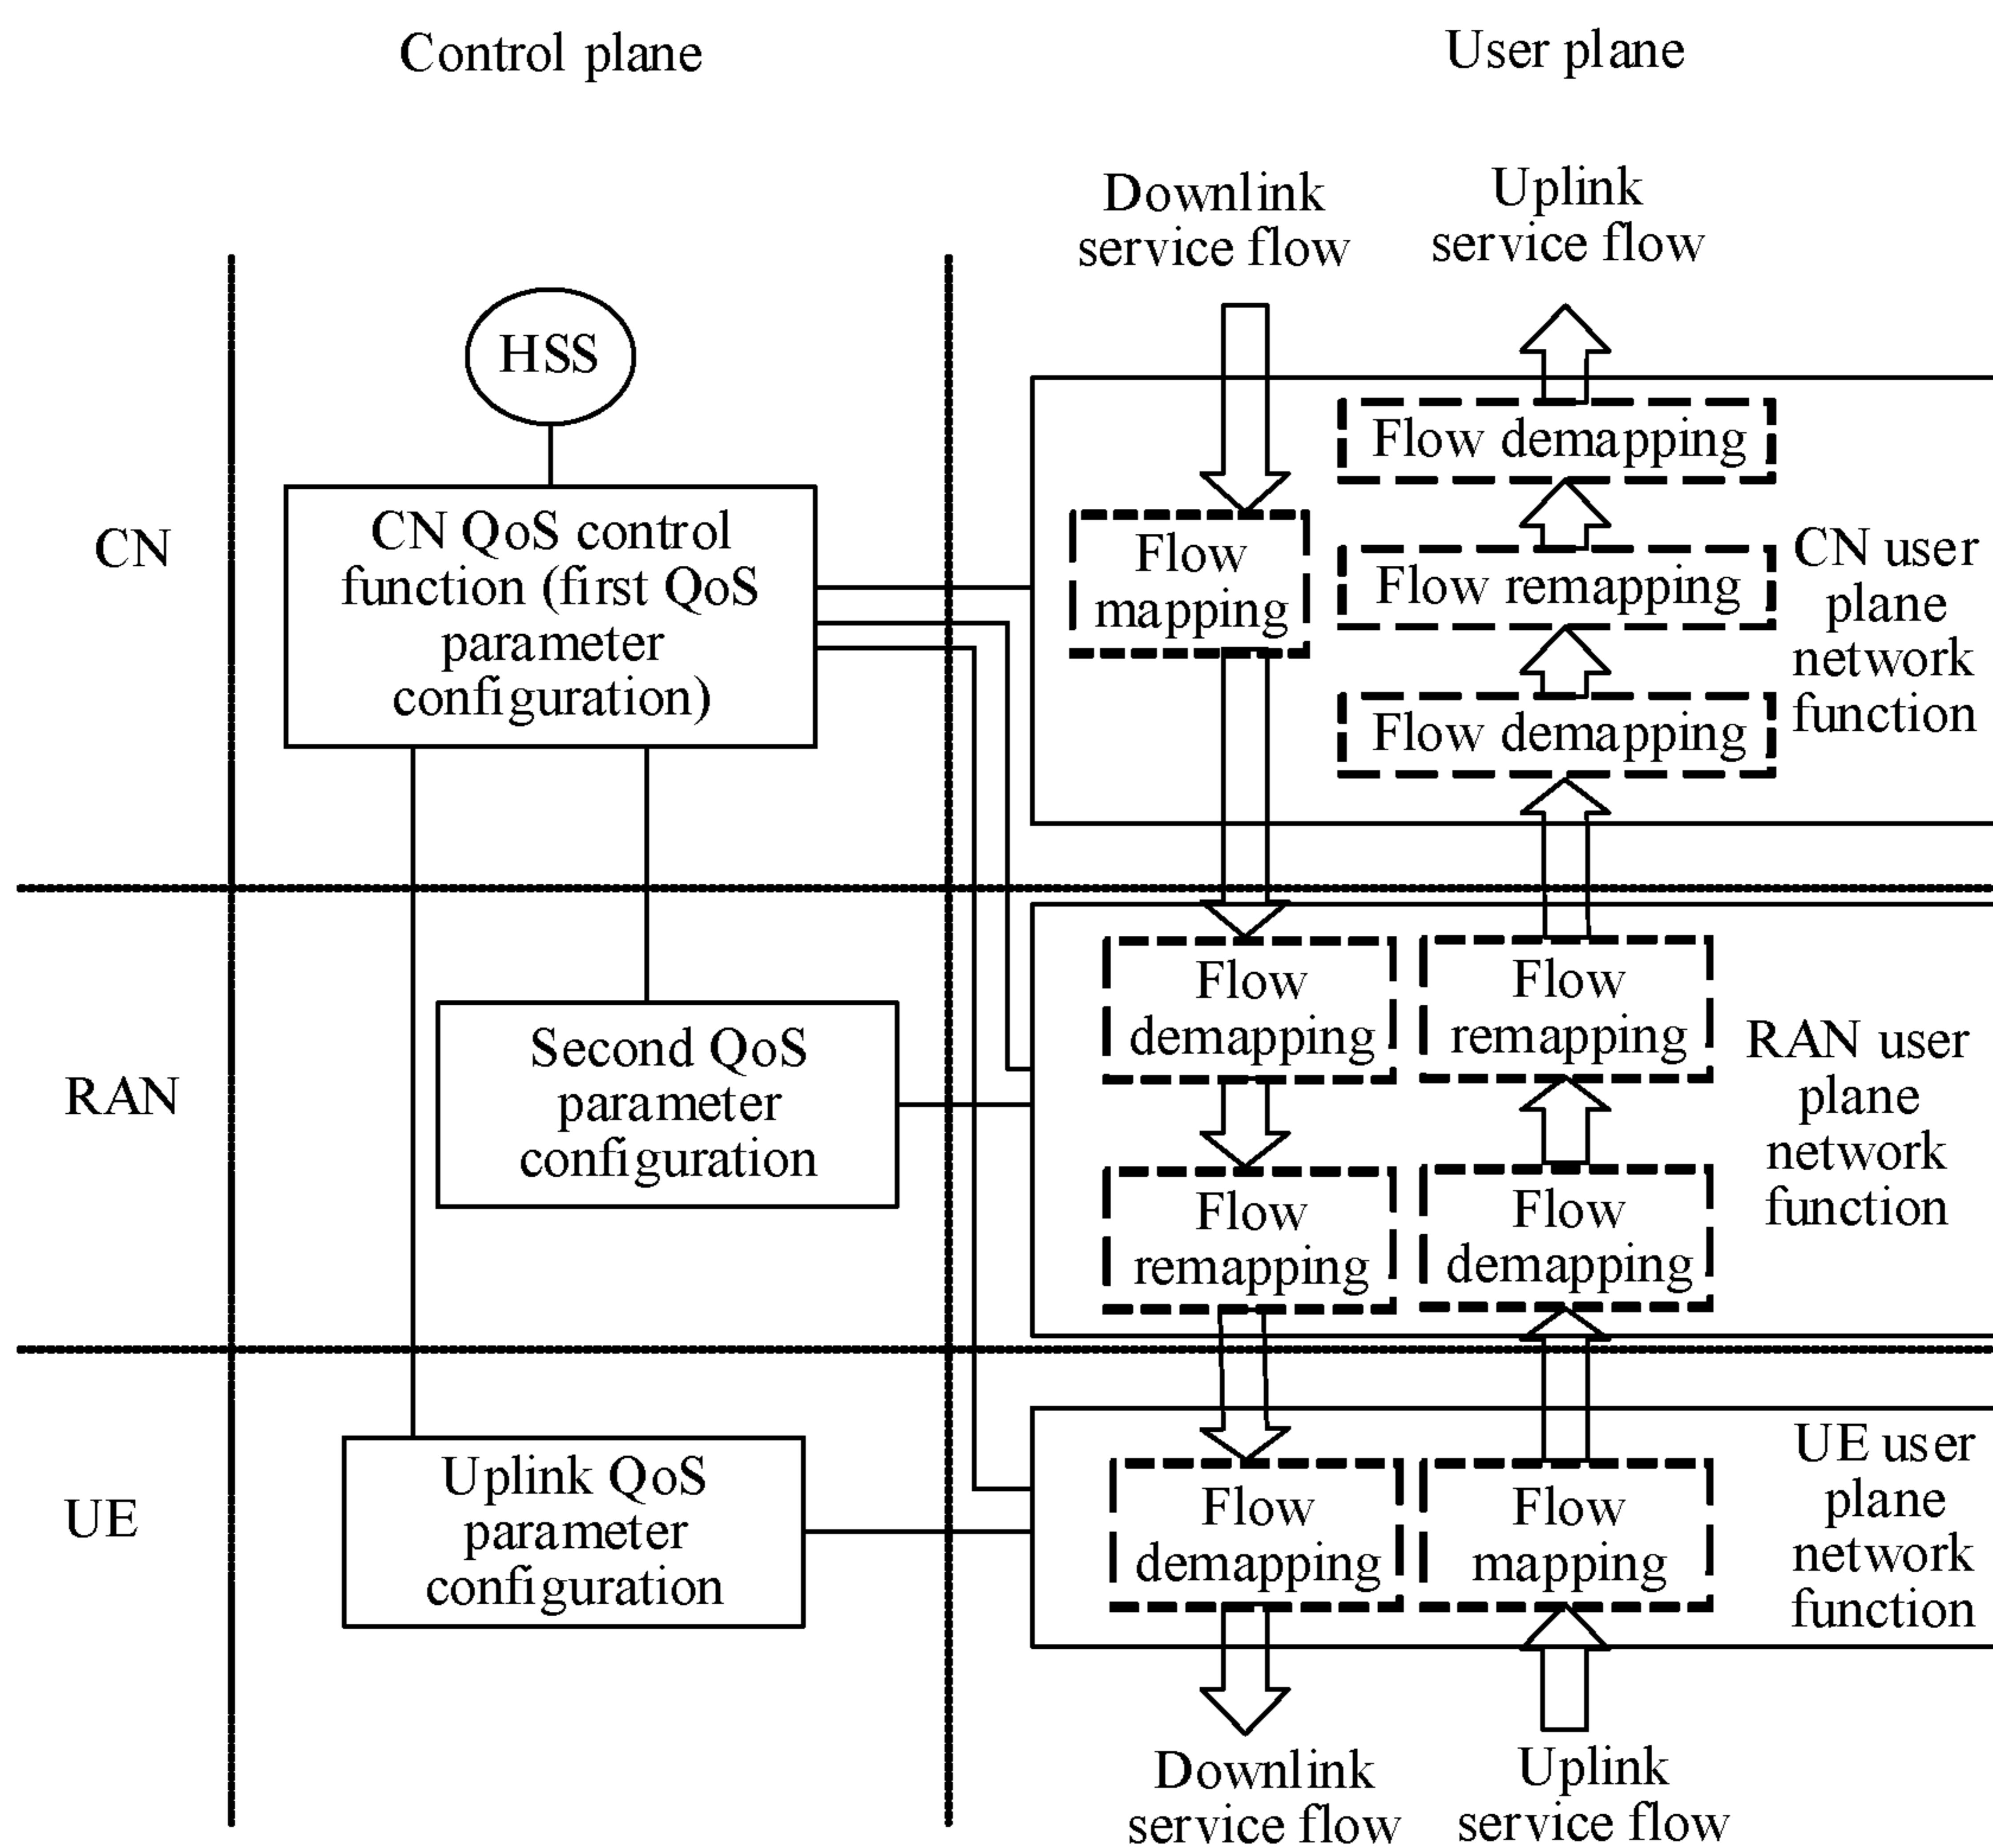 Control plane
User plane
Downlink
service flow
Uplink
service flow
HSS
CN
CN QoS control
function (first QoS
parameter
configuration)
Flow
mapping
Flow demapping
Flow remapping
Flow demapping
CN user
plane
network
function
RAN
Second QoS
parameter
configuration
Flow
demapping
Flow
remapping
Flow
remapping
Flow
demapping
RAN user
plane
network
function
UE
Uplink QoS
parameter
configuration
Flow
demapping
Flow
mapping
UE user
plane
network
function
Downlink
service flow
Uplink
service flow